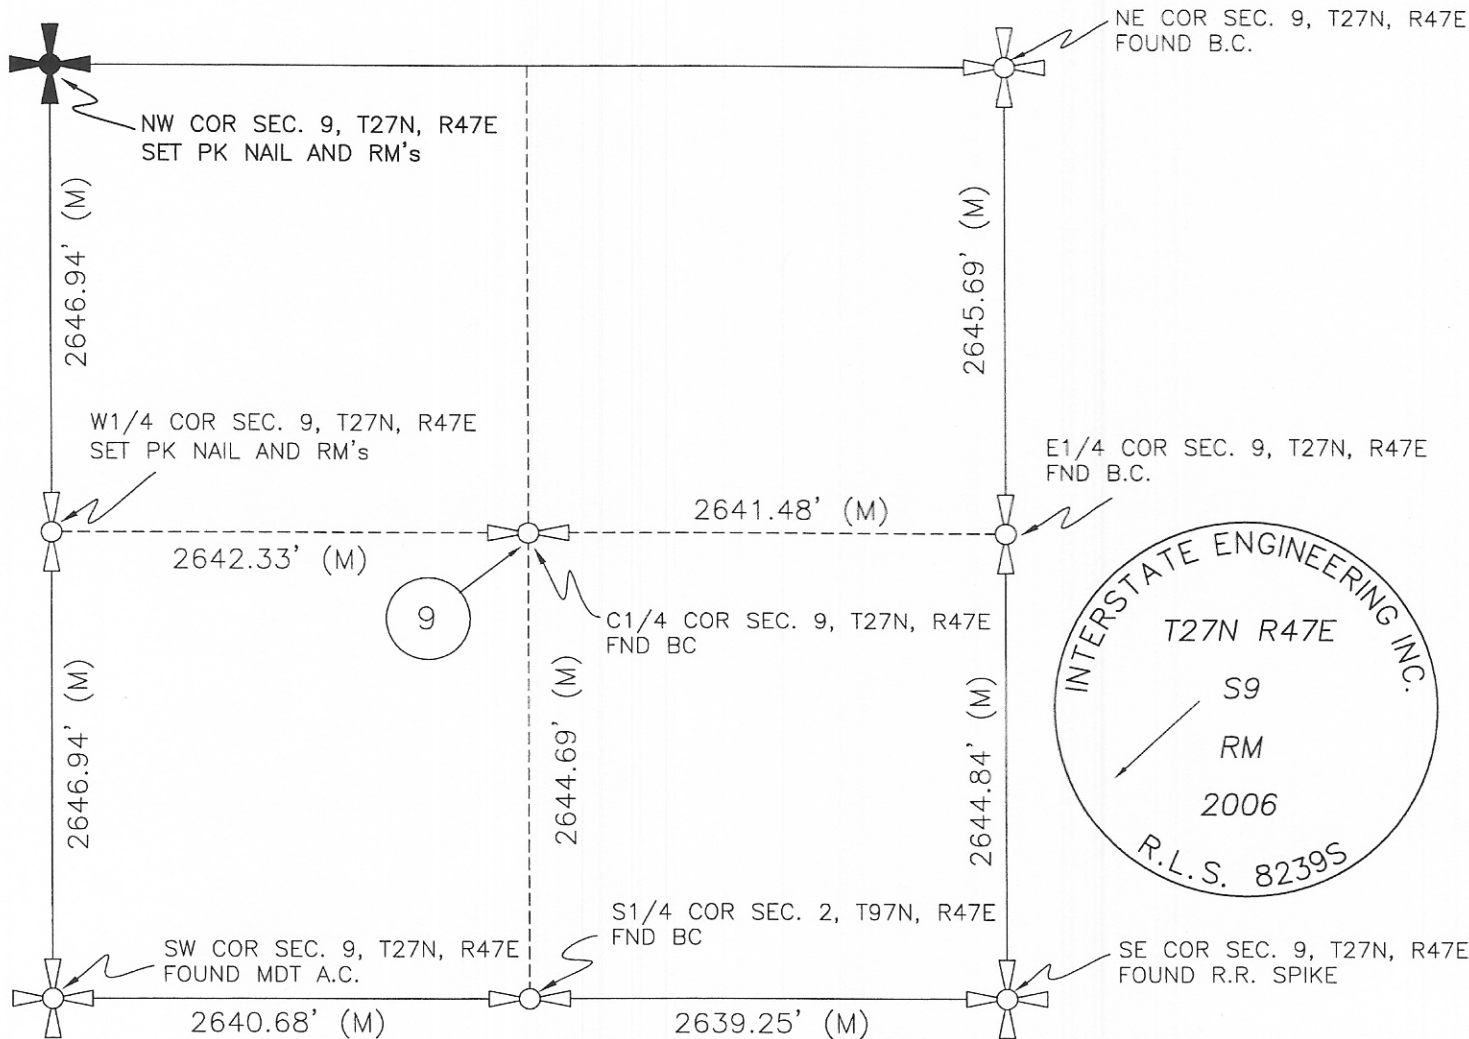 NE COR SEC. 9, T27N, R47E
FOUND B.C.
NW COR SEC. 9, T27N, R47E
SET PK NAIL AND RM's
2646.94' (M)
2645.69' (M)
W1/4 COR SEC. 9, T27N, R47E
SET PK NAIL AND RM's
E1/4 COR SEC. 9, T27N, R47E
FND B.C.
2641.48' (M)
2642.33' (M)
9
C1/4 COR SEC. 9, T27N, R47E
FND BC
INTERSTATE ENGINEERING INC.
T27N R47E
S9
RM
2006
R.L.S. 8239S
2646.94' (M)
2644.69' (M)
2644.84' (M)
S1/4 COR SEC. 2, T97N, R47E
FND BC
SW COR SEC. 9, T27N, R47E
FOUND MDT A.C.
SE COR SEC. 9, T27N, R47E
FOUND R.R. SPIKE
2640.68' (M)
2639.25' (M)